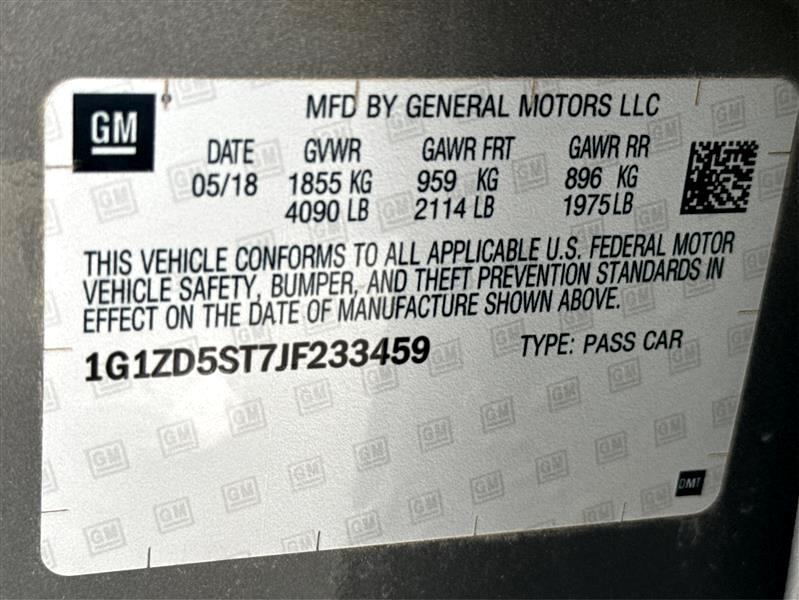 GM
MFD BY GENERAL MOTORS LLC
DATE GVWR GAWR FRT GAWR RR
05/18 1855 KG 959 KG 896 KG
4090 LB 2114 LB 1975 LB
THIS VEHICLE CONFORMS TO ALL APPLICABLE U.S. FEDERAL MOTOR
VEHICLE SAFETY, BUMPER, AND THEFT PREVENTION STANDARDS IN
EFFECT ON THE DATE OF MANUFACTURE SHOWN ABOVE.
1G1ZD5ST7JF233459 TYPE: PASS CAR
DMT